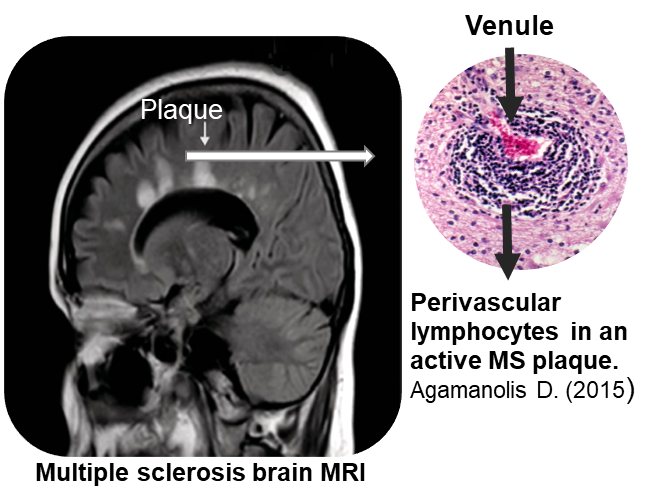 Venule
Plaque
Perivascular
lymphocytes in an
active MS plaque.
Agamanolis D. (2015)
Multiple sclerosis brain MRI